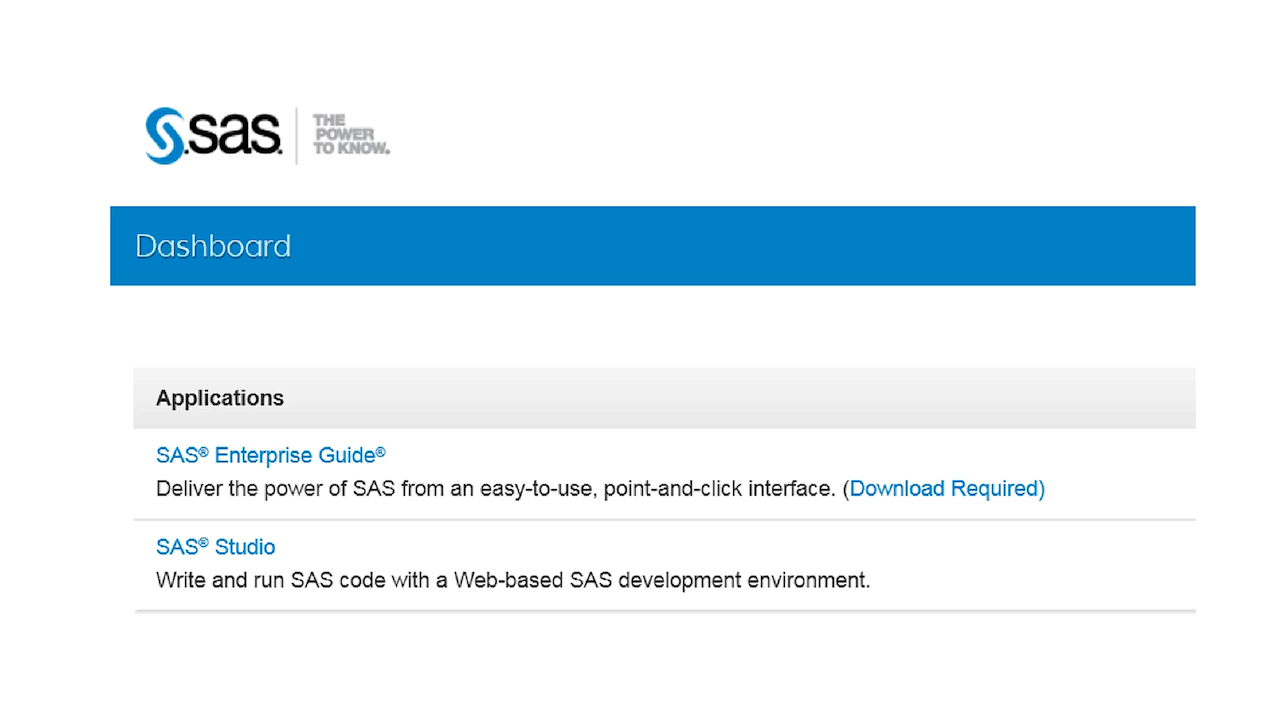 sas.
THE
POWER
TO KNOW.
Dashboard
Applications
SAS® Enterprise Guide®
Deliver the power of SAS from an easy-to-use, point-and-click interface. (Download Required)
SAS® Studio
Write and run SAS code with a Web-based SAS development environment.